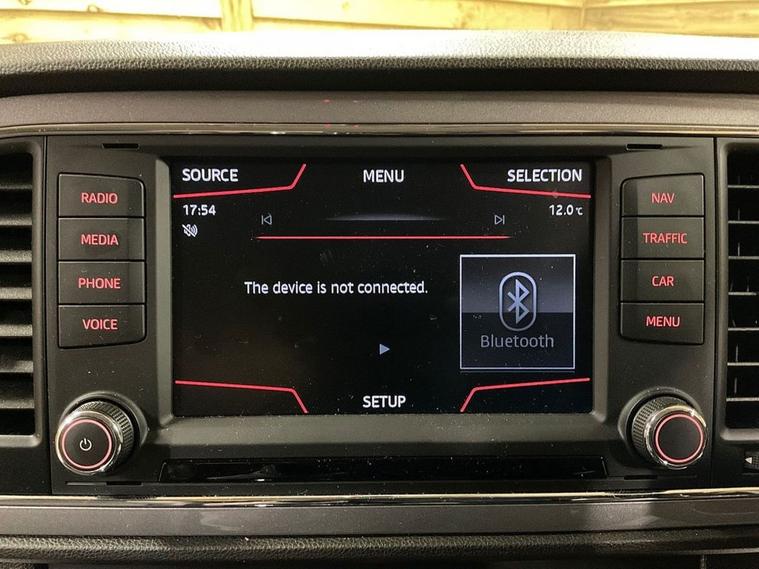 SOURCE
MENU
SELECTION
17:54
12.0 °C
The device is not connected.
Bluetooth
SETUP
RADIO
MEDIA
PHONE
VOICE
NAV
TRAFFIC
CAR
MENU